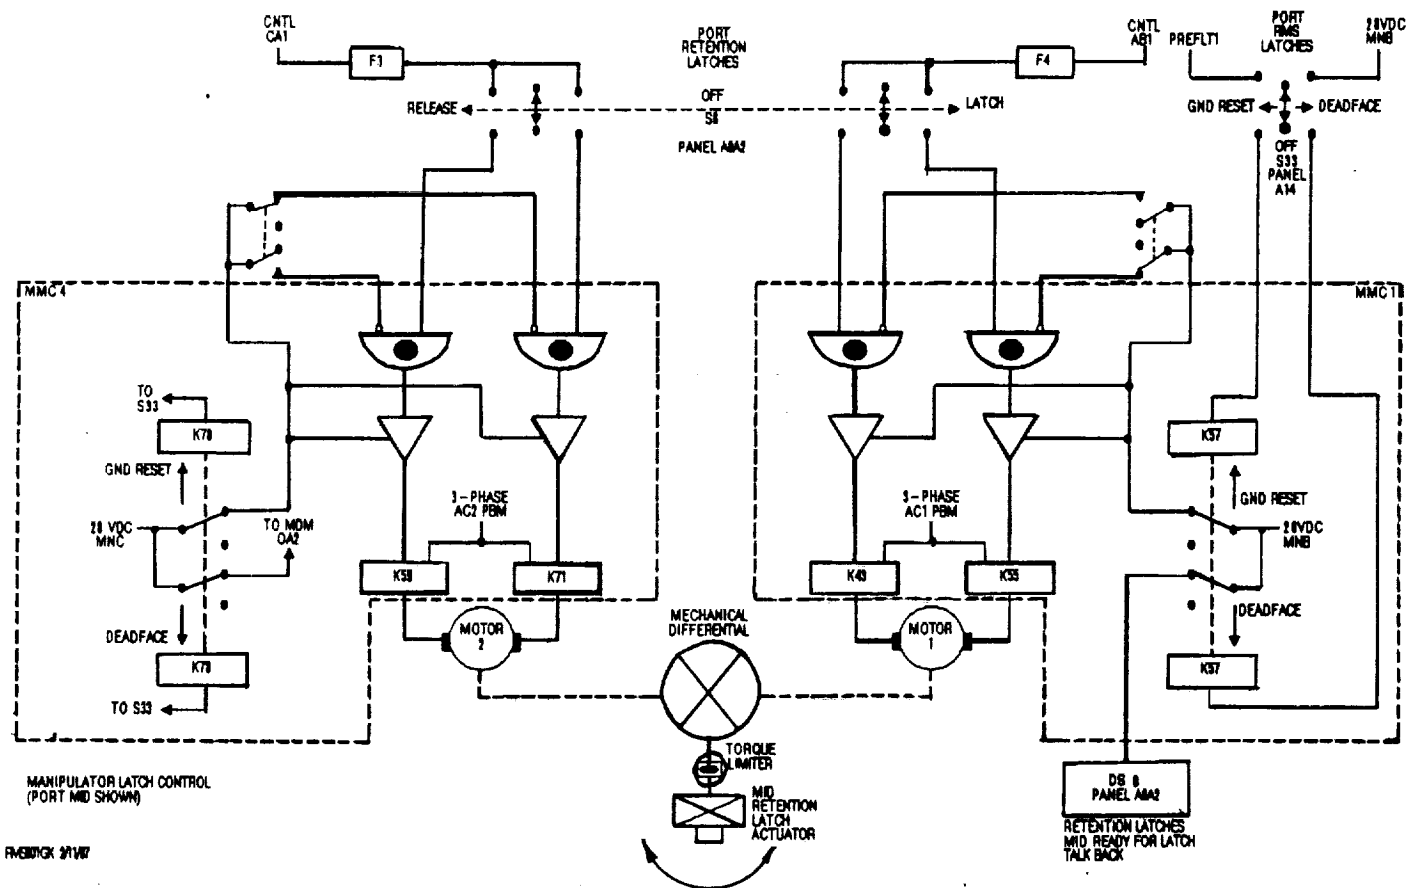 CNTL
CA1
F3
PORT
RETENTION
LATCHES
CNTL
AB1
F4
PREFLT1
PORT
RMS
LATCHES
28VDC
MNB
RELEASE
OFF
S6
LATCH
PANEL A8A2
GND RESET
DEADFACE
OFF
S33
PANEL
A14
MMC 4
MMC 1
TO
S33
K78
GND RESET
28 VDC
MNC
TO MDM
OA2
DEADFACE
K78
TO S33
3-PHASE
AC2 PBM
K71
MOTOR
2
MECHANICAL
DIFFERENTIAL
3-PHASE
AC1 PBM
K55
MOTOR
1
K57
GND RESET
28VDC
MNB
DEADFACE
K57
TORQUE
LIMITER
MID
RETENTION
LATCH
ACTUATOR
DS 8
PANEL A8A2
RETENTION LATCHES
MID READY FOR LATCH
TALK BACK
MANIPULATOR LATCH CONTROL
(PORT MID SHOWN)